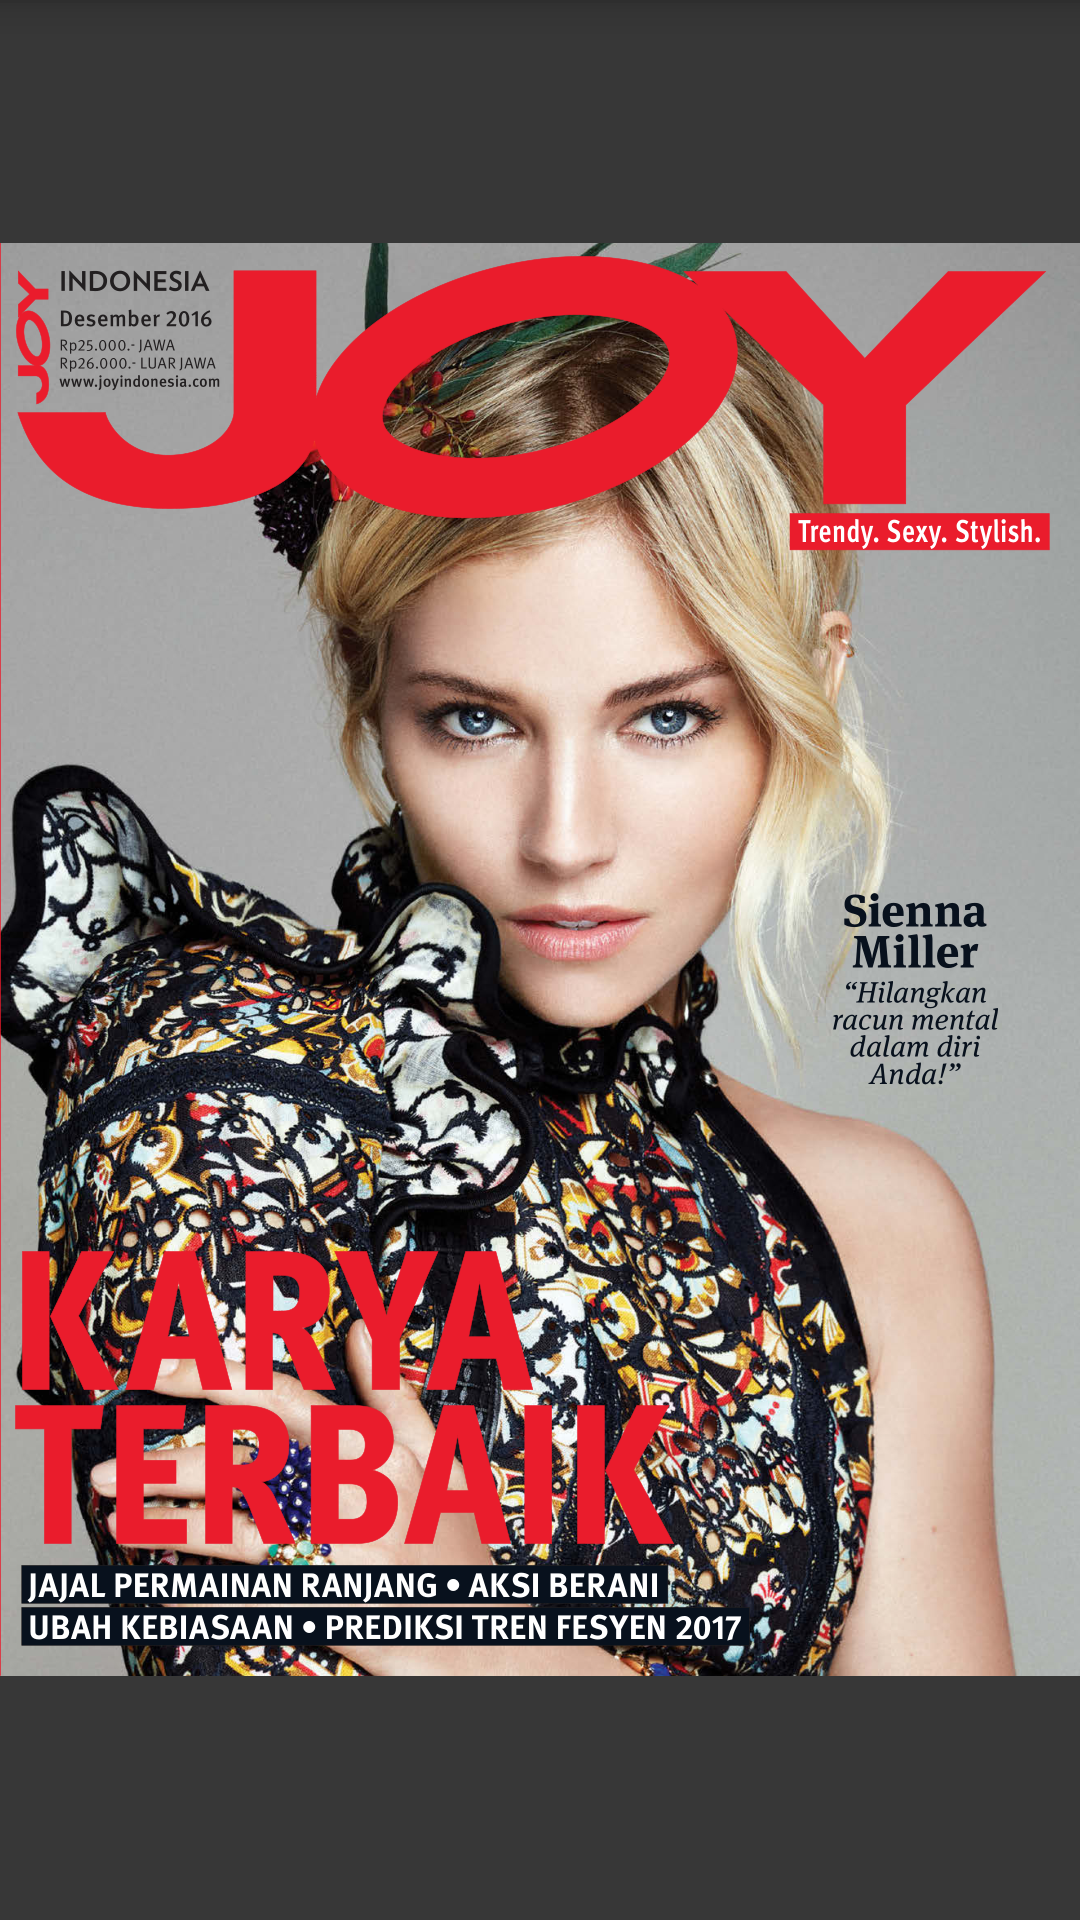 JOY
INDONESIA
Desember 2016
Rp25.000.- JAWA
Rp26.000.- LUAR JAWA
www.joyindonesia.com
JOY
Trendy. Sexy. Stylish.
Sienna
Miller
“Hilangkan
racun mental
dalam diri
Anda!”
KARYA
TERBAIK
JAJAL PERMAINAN RANJANG • AKSI BERANI
UBAH KEBIASAAN • PREDIKSI TREN FESYEN 2017